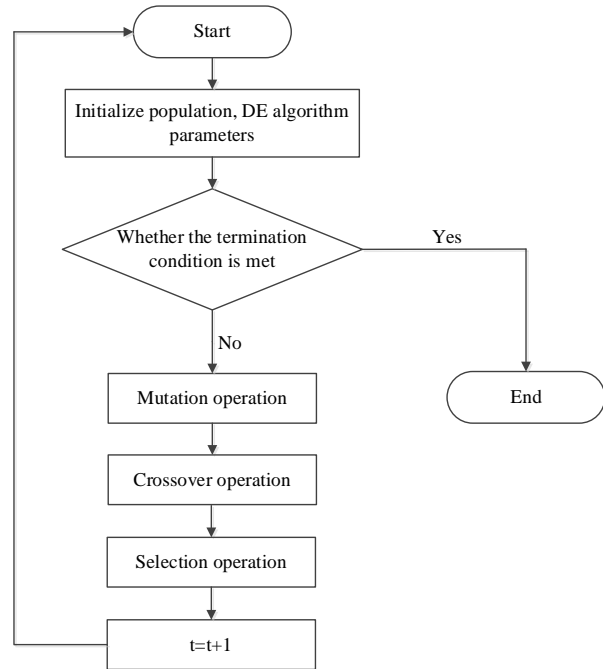 Start
Initialize population, DE algorithm
parameters
Whether the termination
condition is met
Yes
No
Mutation operation
End
Crossover operation
Selection operation
t=t+1